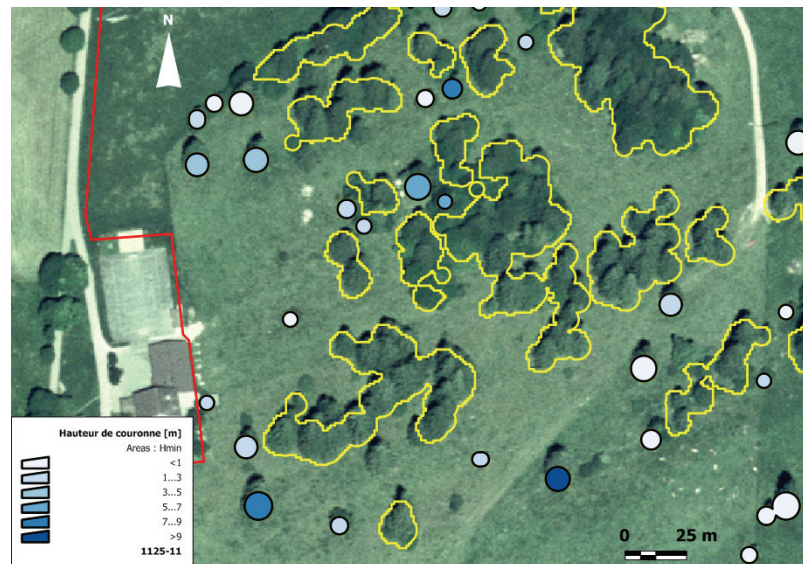 N
Hauteur de couronne [m]
Areas : Hmin
<1
1...3
3...5
5...7
7...9
>9
1125-11
0 25 m